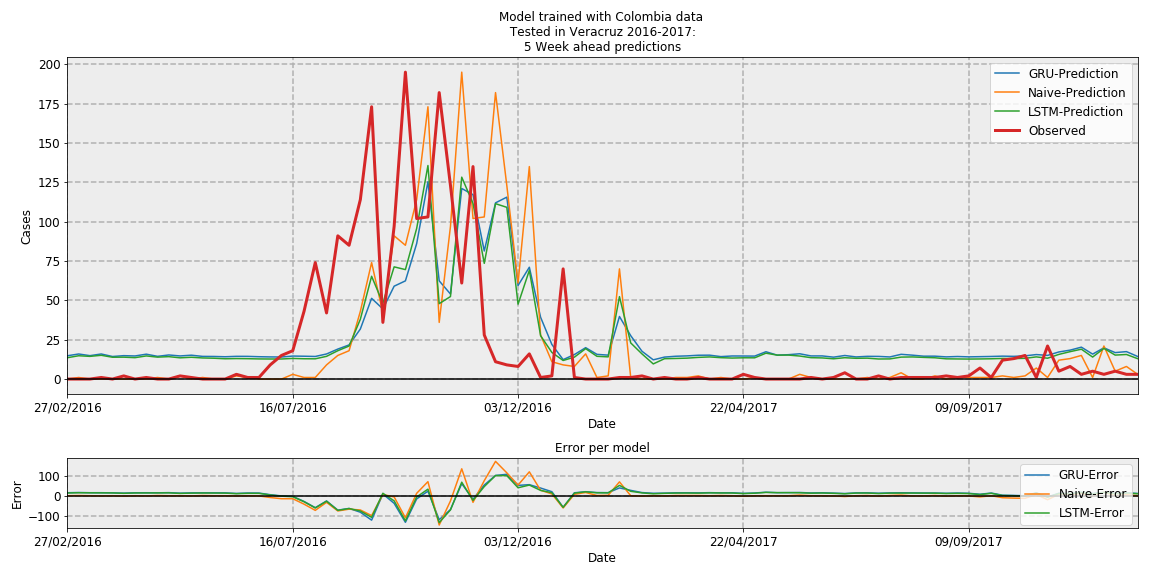 Model trained with Colombia data
Tested in Veracruz 2016-2017:
5 Week ahead predictions
200
175
150
125
100
75
50
25
0
Cases
GRU-Prediction
Naive-Prediction
LSTM-Prediction
Observed
27/02/2016
16/07/2016
03/12/2016
22/04/2017
09/09/2017
Date
Error per model
100
0
−100
Error
GRU-Error
Naive-Error
LSTM-Error
27/02/2016
16/07/2016
03/12/2016
22/04/2017
09/09/2017
Date